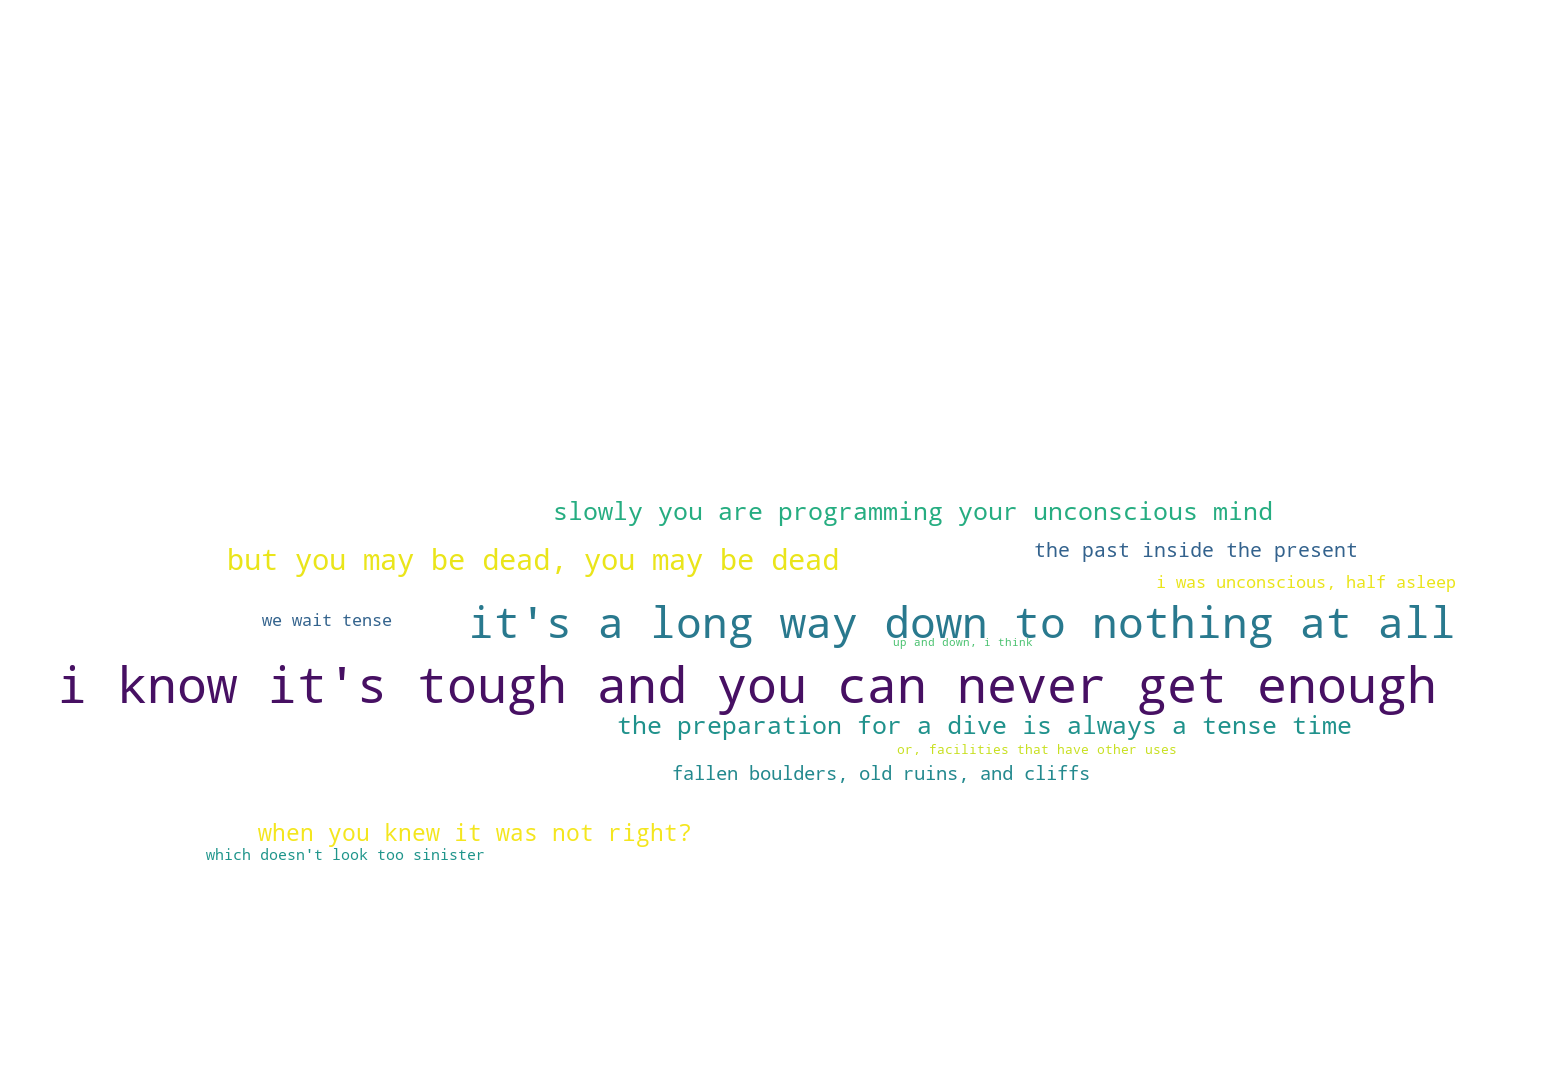 slowly you are programming your unconscious mind
but you may be dead, you may be dead
the past inside the present
i was unconscious, half asleep
we wait tense
it's a long way down to nothing at all
up and down, i think
i know it's tough and you can never get enough
the preparation for a dive is always a tense time
or, facilities that have other uses
fallen boulders, old ruins, and cliffs
when you knew it was not right?
which doesn't look too sinister